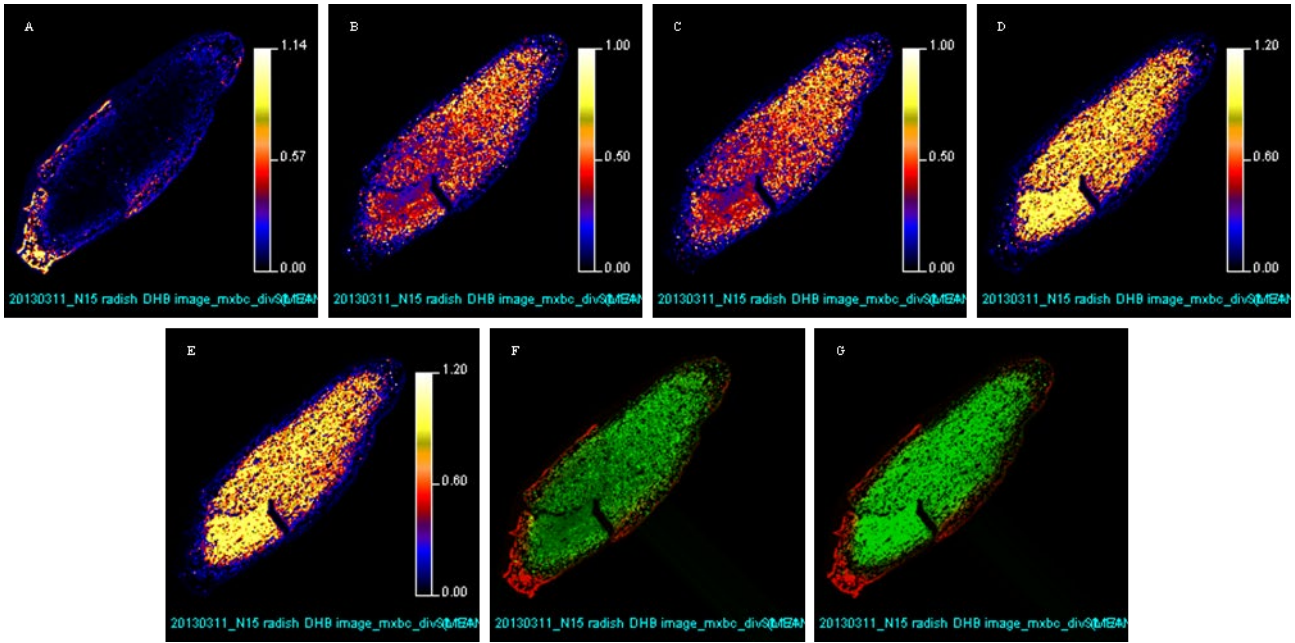 A
1.14
0.57
0.00
20130311_N15 radish DHB image_mxbc_div
B
1.00
0.50
0.00
20130311_N15 radish DHB image_mxbc_div
C
1.00
0.50
0.00
20130311_N15 radish DHB image_mxbc_div
D
1.20
0.60
0.00
20130311_N15 radish DHB image_mxbc_div
E
1.20
0.60
0.00
20130311_N15 radish DHB image_mxbc_div
F
20130311_N15 radish DHB image_mxbc_div
G
20130311_N15 radish DHB image_mxbc_div